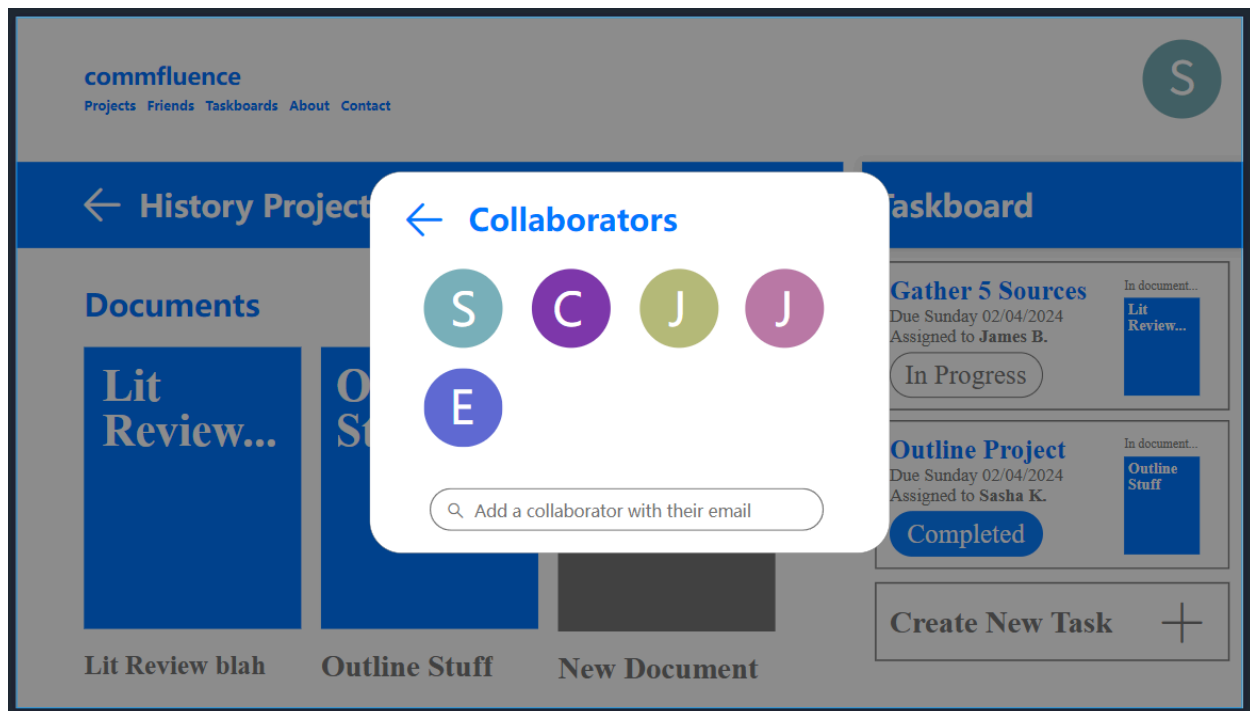 commfluence
Projects Friends Taskboards About Contact
S
History Project
Taskboard
Collaborators
S C J J
E
Add a collaborator with their email
Documents
Lit
Review...
O
St
Lit Review blah
Outline Stuff
New Document
Gather 5 Sources
Due Sunday 02/04/2024
Assigned to James B.
In Progress
In document...
Lit
Review...
Outline Project
Due Sunday 02/04/2024
Assigned to Sasha K.
Completed
In document...
Outline
Stuff
Create New Task